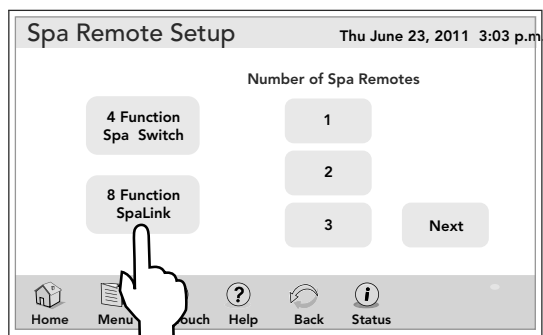 Spa Remote Setup
Thu June 23, 2011 3:03 p.m
Number of Spa Remotes
4 Function
Spa Switch
8 Function
SpaLink
1
2
3
Next
Home Menu ouch Help Back Status